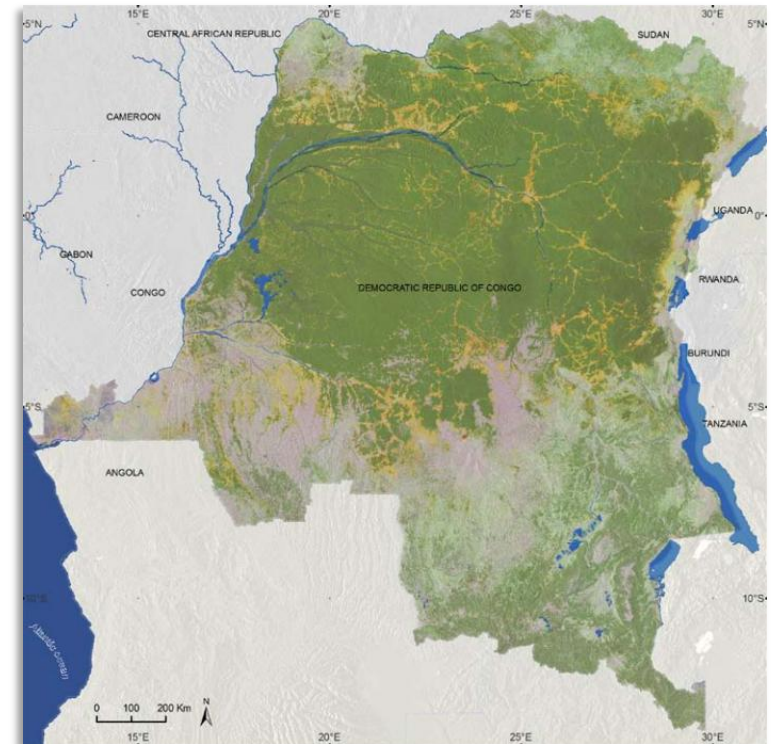 15°E 20°E 25°E 30°E
5°N 5°N
CENTRAL AFRICAN REPUBLIC
SUDAN
CAMEROON
0° 0°
UGANDA
GABON
RWANDA
CONGO
DEMOCRATIC REPUBLIC OF CONGO
BURUNDI
5°S 5°S
TANZANIA
ANGOLA
10°S 10°S
N
0 100 200 Km
15°E 20°E 25°E 30°E